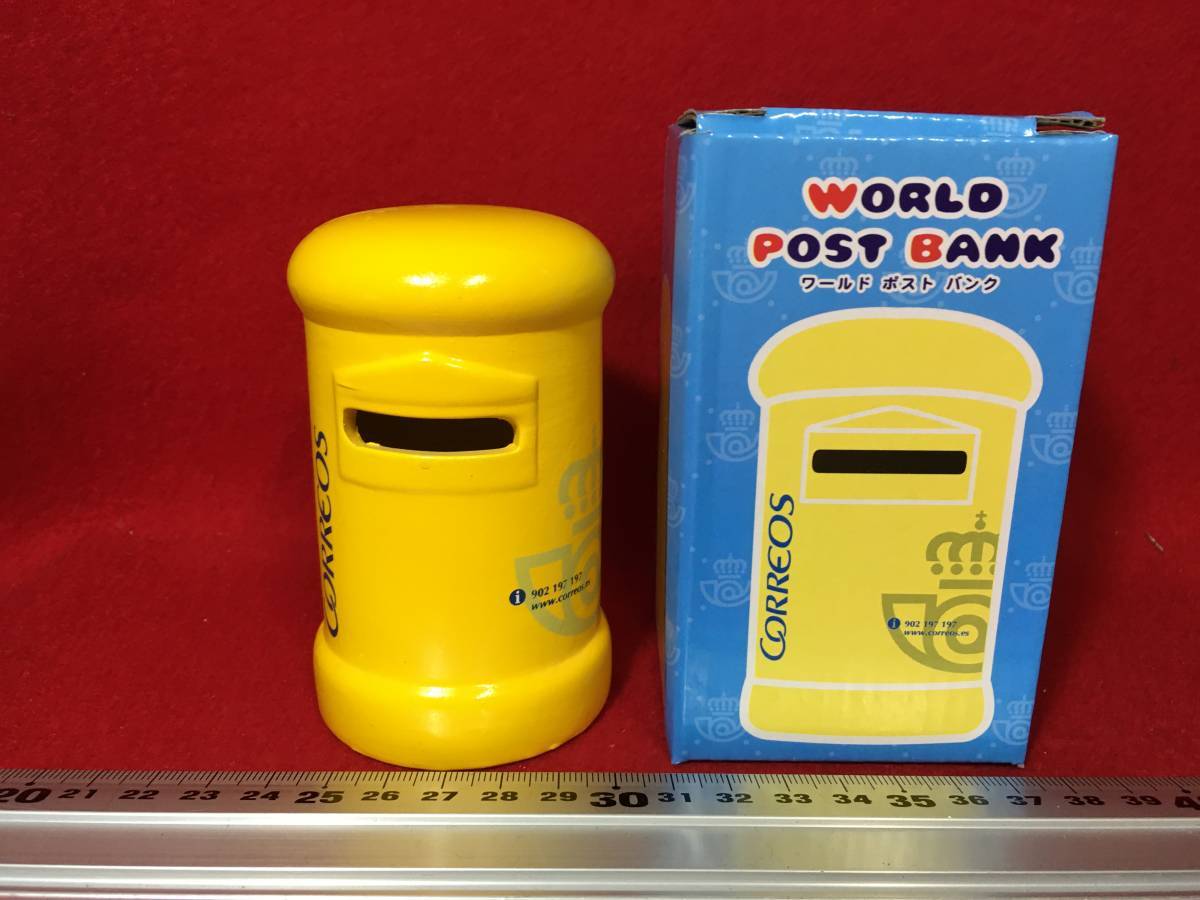 CORREOS
902 197 197
www.correos.es
WORLD
POST BANK
ワールド ポスト バンク
CORREOS
902 197 197
www.correos.es
20 21 22 23 24 25 26 27 28 29 30 31 32 33 34 35 36 37 38 39